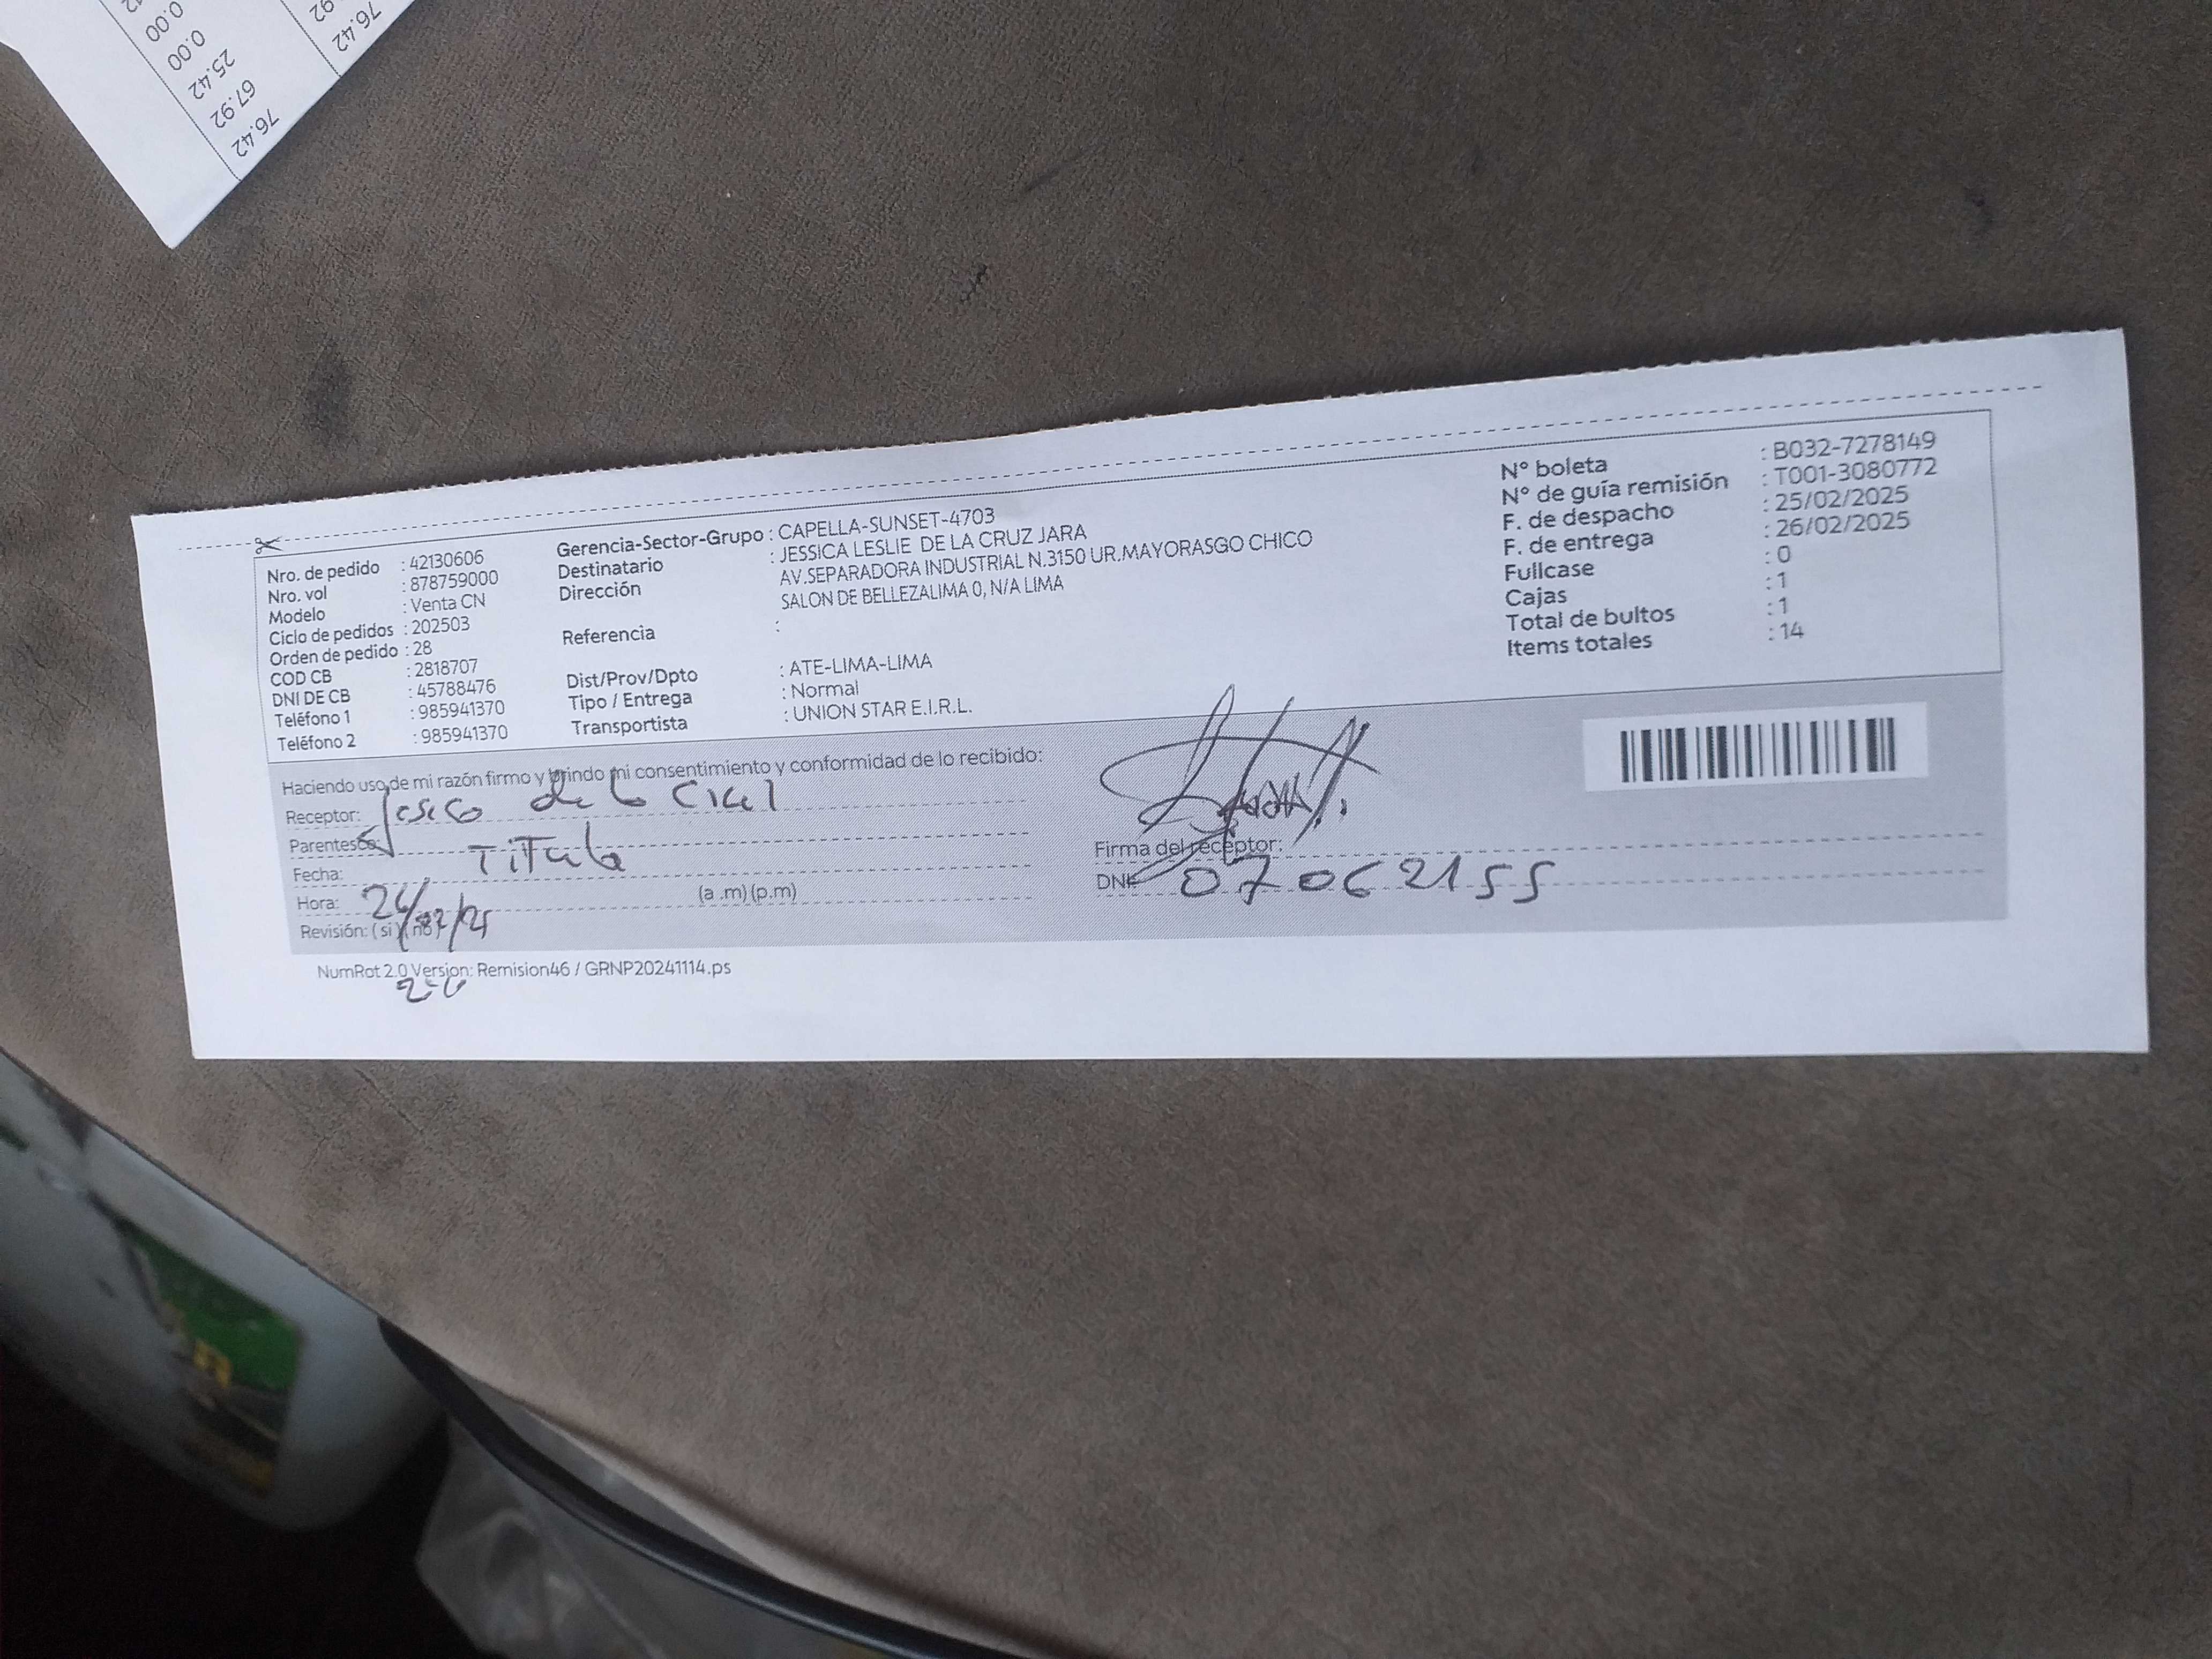 76.42
92
0.00
0.00
25.42
67.92
76.42
Nro. de pedido : 42130606
Nro. vol : 878759000
Modelo : Venta CN
Ciclo de pedidos : 202503
Orden de pedido : 28
COD CB : 2818707
DNI DE CB : 45788476
Teléfono 1 : 985941370
Teléfono 2 : 985941370
Gerencia-Sector-Grupo : CAPELLA-SUNSET-4703
Destinatario : JESSICA LESLIE DE LA CRUZ JARA
Dirección AV.SEPARADORA INDUSTRIAL N.3150 UR.MAYORASGO CHICO
SALON DE BELLEZALIMA 0, N/A LIMA
Referencia :
Dist/Prov/Dpto : ATE-LIMA-LIMA
Tipo / Entrega : Normal
Transportista : UNION STAR E.I.R.L.
N° boleta : B032-7278149
N° de guía remisión : T001-3080772
F. de despacho : 25/02/2025
F. de entrega : 26/02/2025
Fullcase : 0
Cajas : 1
Total de bultos : 1
Items totales : 14
Haciendo uso de mi razón firmo y brindo mi consentimiento y conformidad de lo recibido:
Receptor: de la
Parentesco: Titula
Fecha: 26/02/25
Hora: (a .m) (p.m)
Revisión: ( si ) ( no )
Firma del receptor:
DNI: 07062155
NumRot 2.0 Version: Remision46 / GRNP20241114.ps